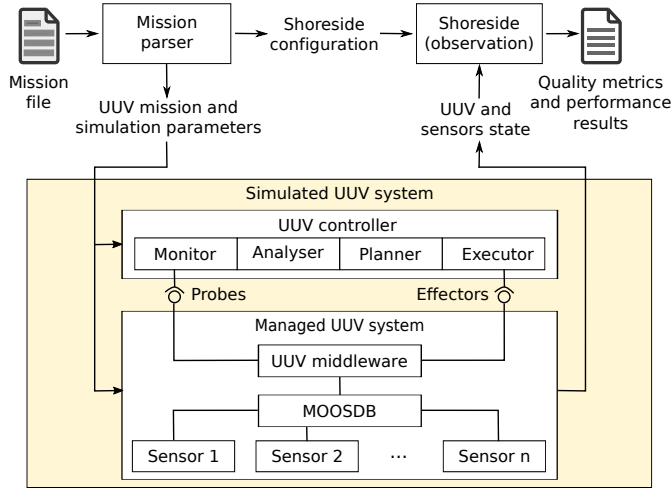 Mission
parser
Shoreside
configuration
Shoreside
(observation)
Mission
file
Quality metrics
and performance
results
UUV mission and
simulation parameters
UUV and
sensors state
Simulated UUV system
UUV controller
Monitor
Analyser
Planner
Executor
Probes
Effectors
Managed UUV system
UUV middleware
MOOSDB
Sensor 1
Sensor 2
...
Sensor n